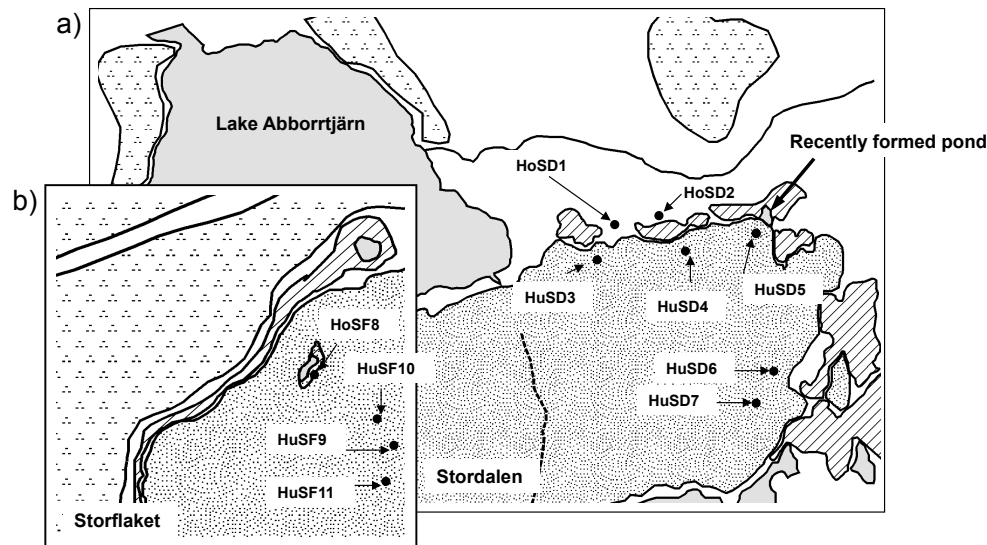 a)
Lake Abborrtjärn
Recently formed pond
HoSD1
HoSD2
b)
HuSD3
HuSD4
HuSD5
HoSF8
HuSF10
HuSD6
HuSD7
HuSF9
HuSF11
Stordalen
Storflaket